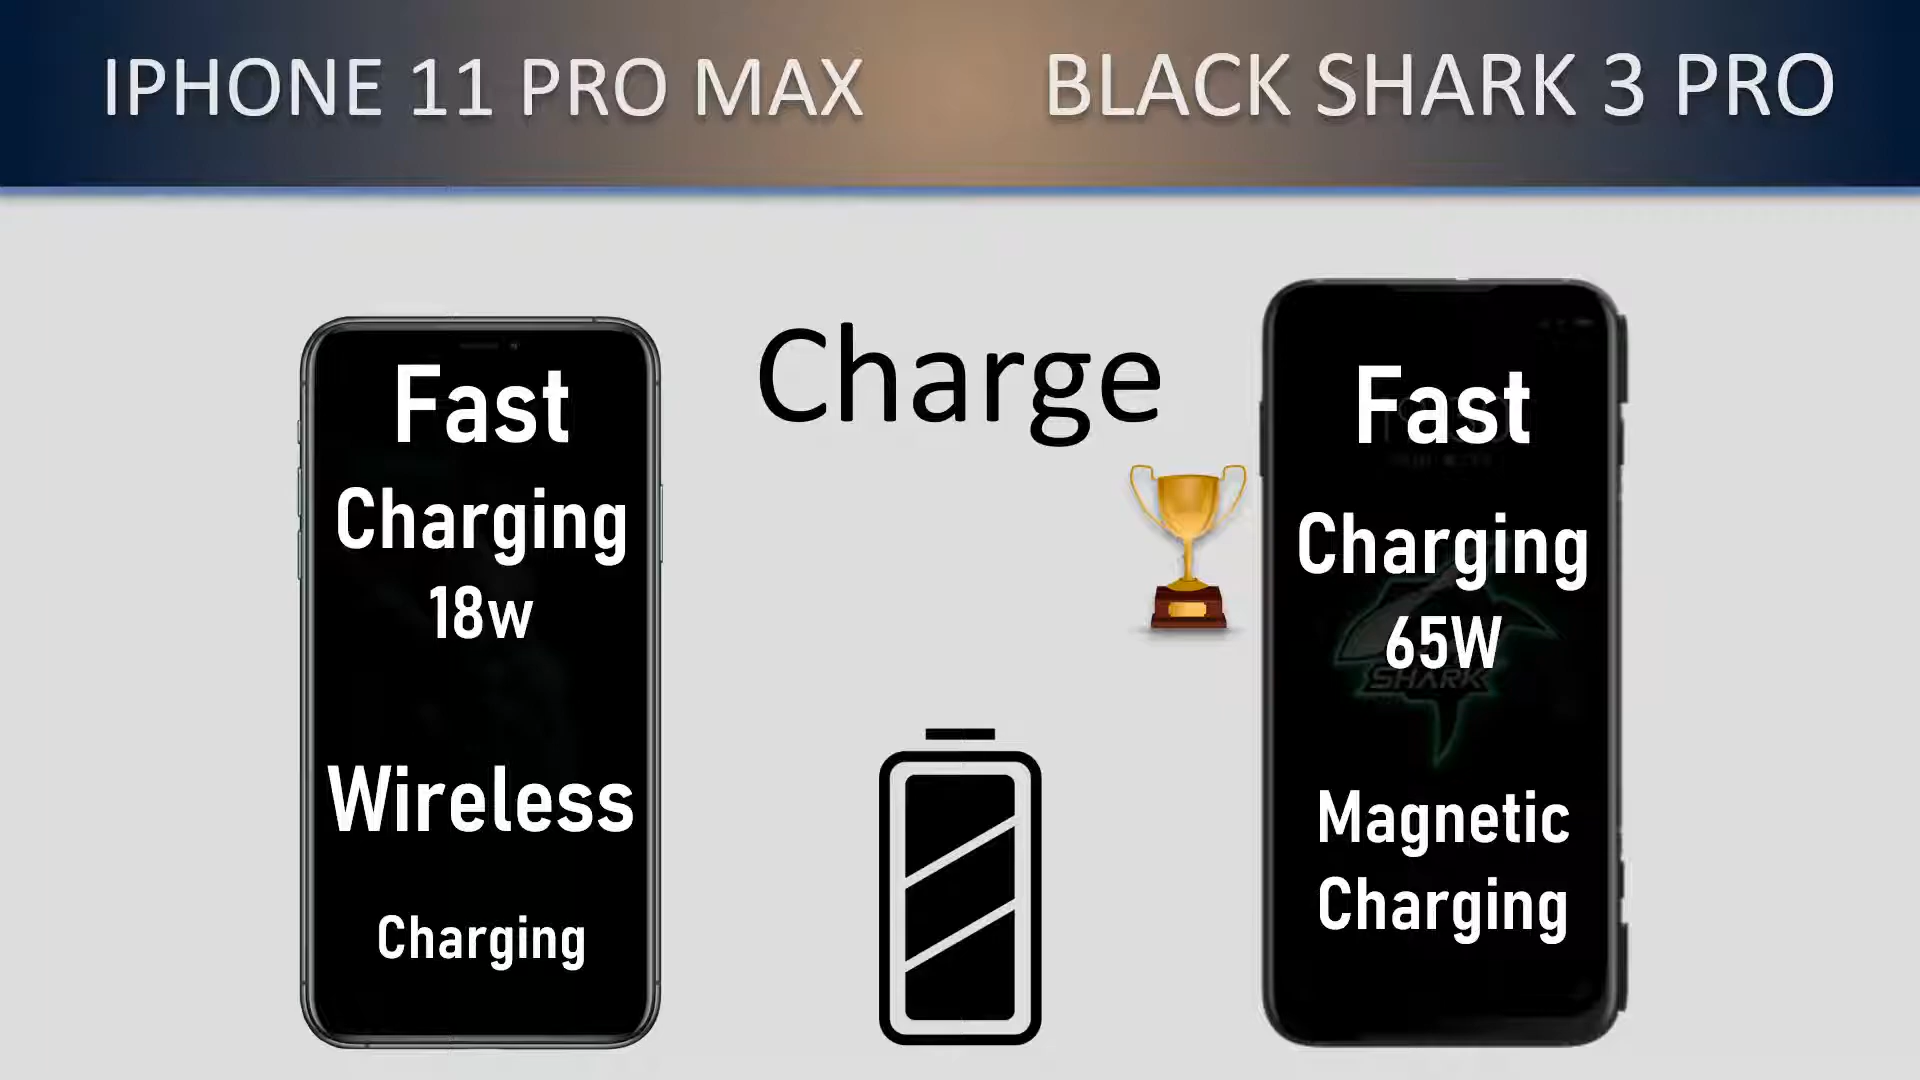 IPHONE 11 PRO MAX
BLACK SHARK 3 PRO
Charge
Fast
Charging
18w
Wireless
Charging
Fast
Charging
65W
SHARK
Magnetic
Charging